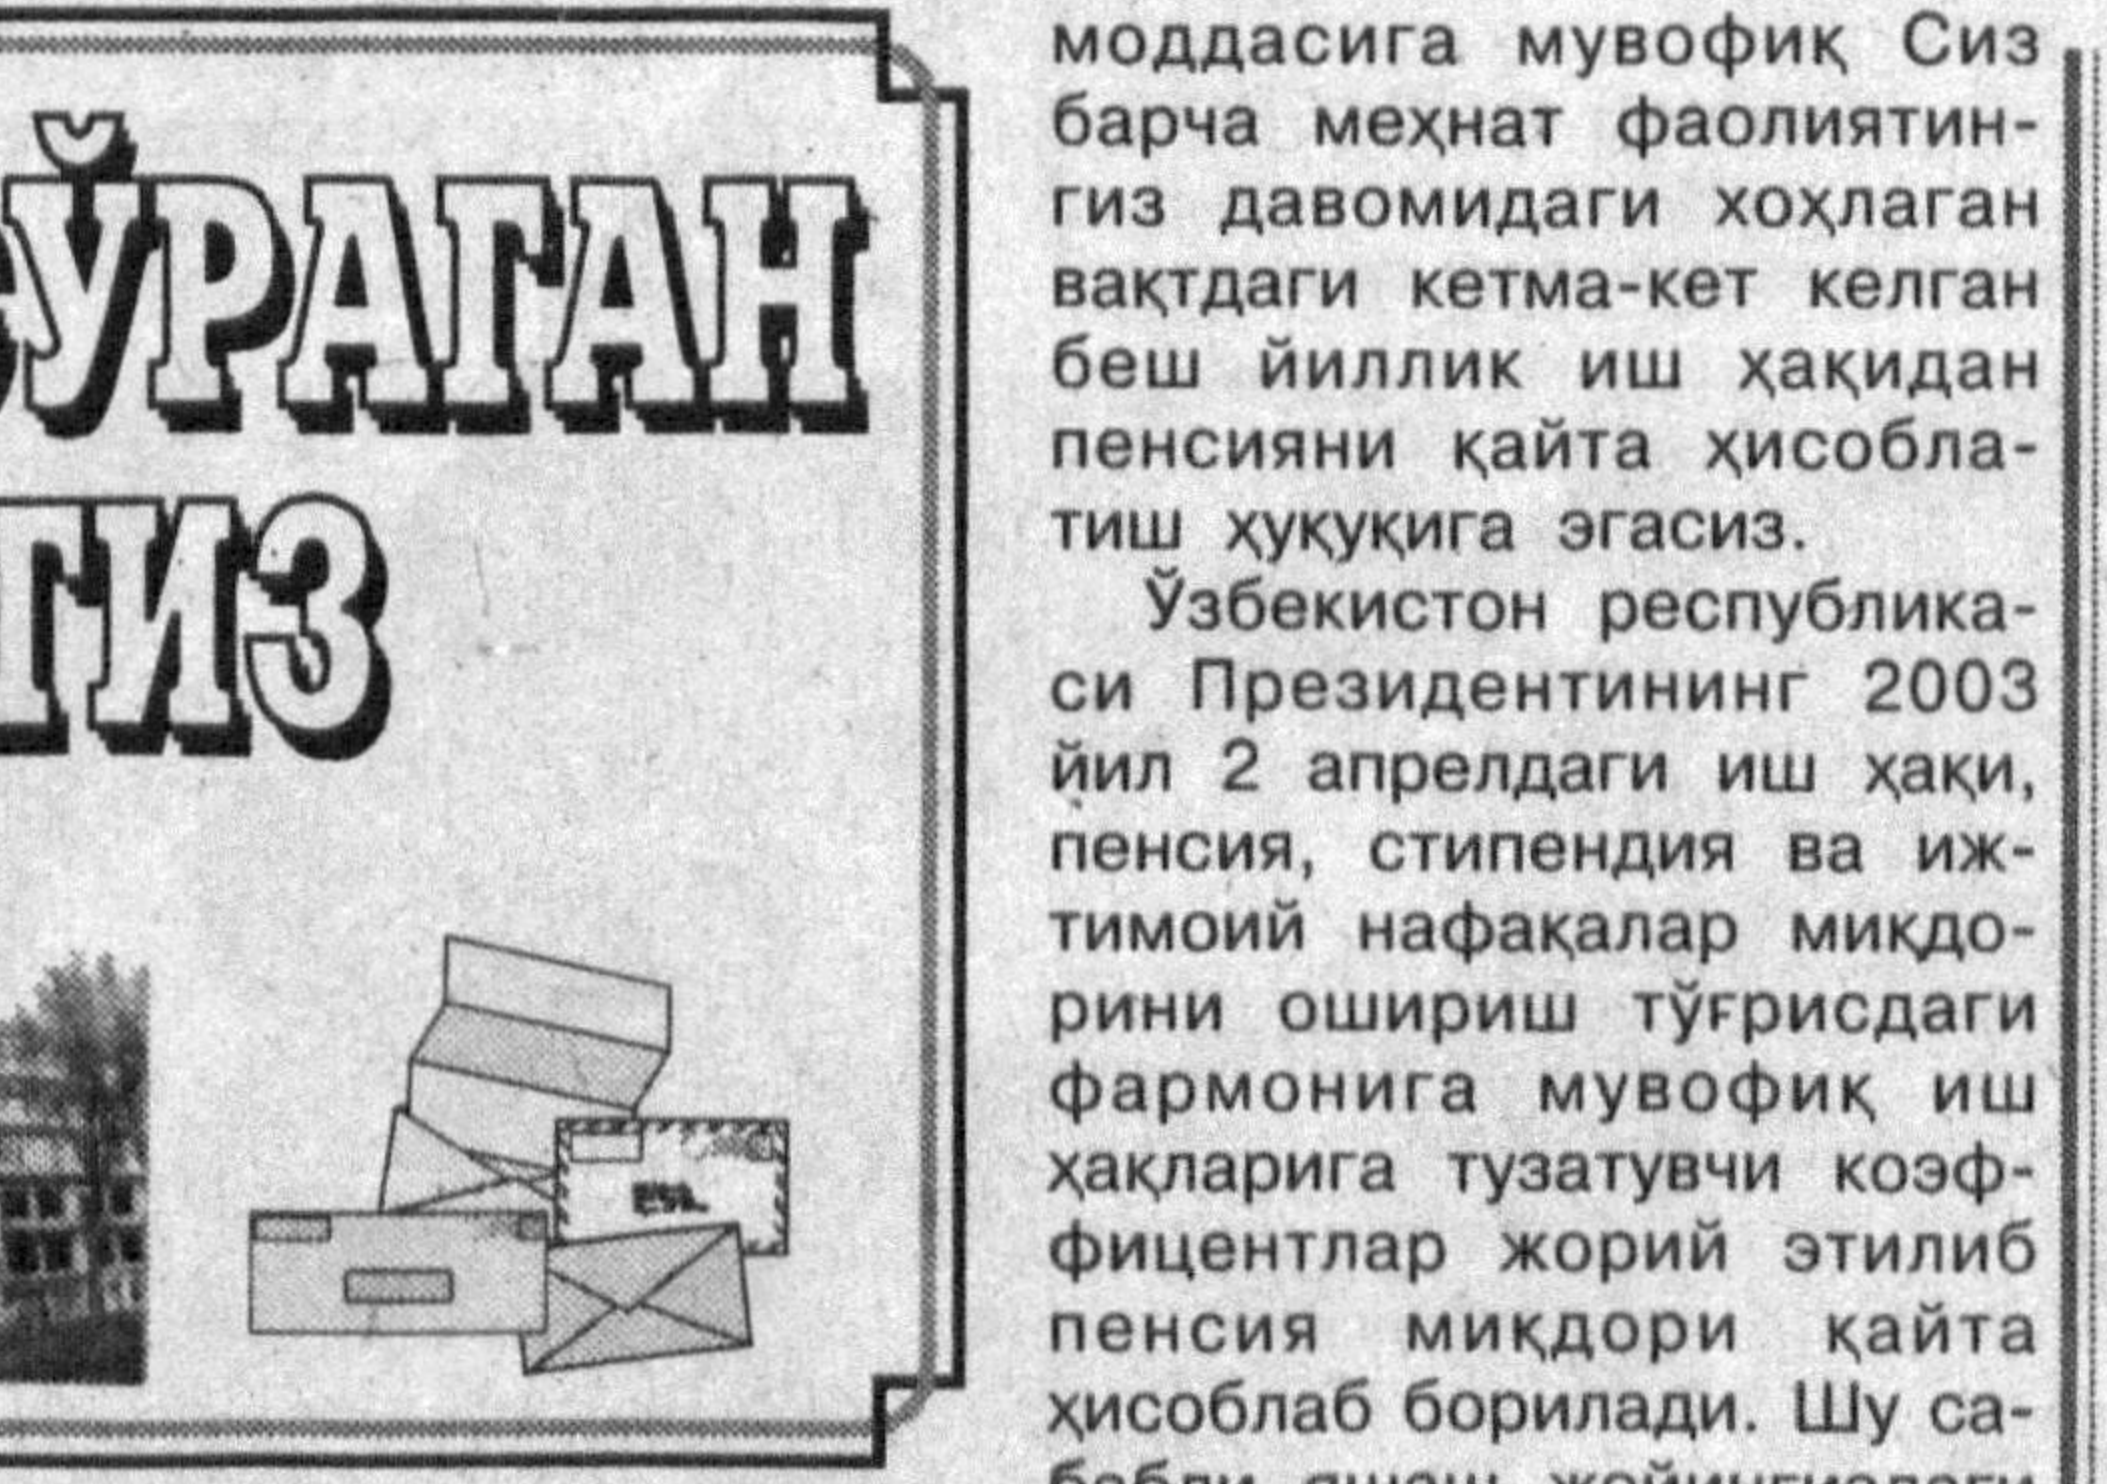 ЎРАГАН
ГИЗ
моддасига мувофиқ Сиз
барча меҳнат фаолиятин-
гиз давомидаги хоҳлаган
вақтдаги кетма-кет келган
беш йиллик иш ҳақидан
пенсияни қайта ҳисобла-
тиш ҳуқуқига эгасиз.
Ўзбекистон республика-
си Президентининг 2003
йил 2 апрелдаги иш ҳақи,
пенсия, стипендия ва иж-
тимоий нафақалар миқдо-
рини ошириш тўғрисдаги
фармонига мувофиқ иш
ҳақларига тузатувчи коэф-
фицентлар жорий этилиб
пенсия миқдори қайта
ҳисоблаб борилади. Шу са-